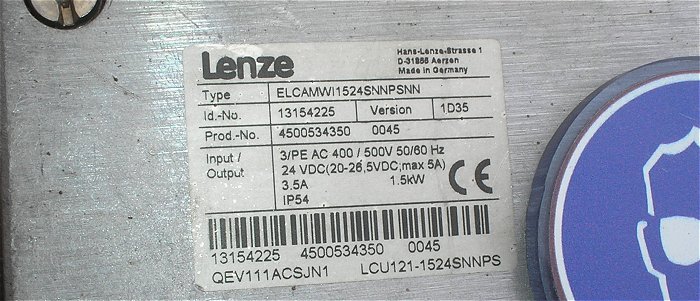 Lenze
Hans-Lenze-Strasse 1
D-31855 Aerzen
Made in Germany
Type ELCAMWI1524SNNPSNN
Id.-No. 13154225 Version 1D35
Prod.-No. 4500534350 0045
Input / 3/PE AC 400 / 500V 50/60 Hz
Output 24 VDC(20-26,5VDC;max 5A)
3.5A 1.5kW
IP54
CE
13154225 4500534350 0045
QEV111ACSJN1 LCU121-1524SNNPS